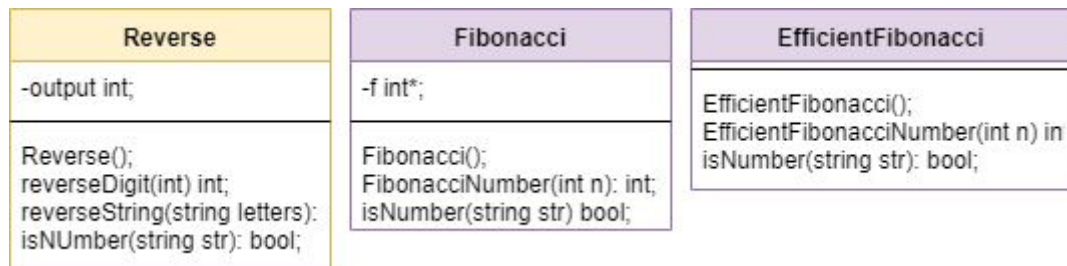 Reverse
-output int;
Reverse();
reverseDigit(int) int;
reverseString(string letters):
isNUmber(string str): bool;
Fibonacci
-f int*;
Fibonacci();
FibonacciNumber(int n): int;
isNumber(string str) bool;
EfficientFibonacci
EfficientFibonacci();
EfficientFibonacciNumber(int n) in
isNumber(string str): bool;